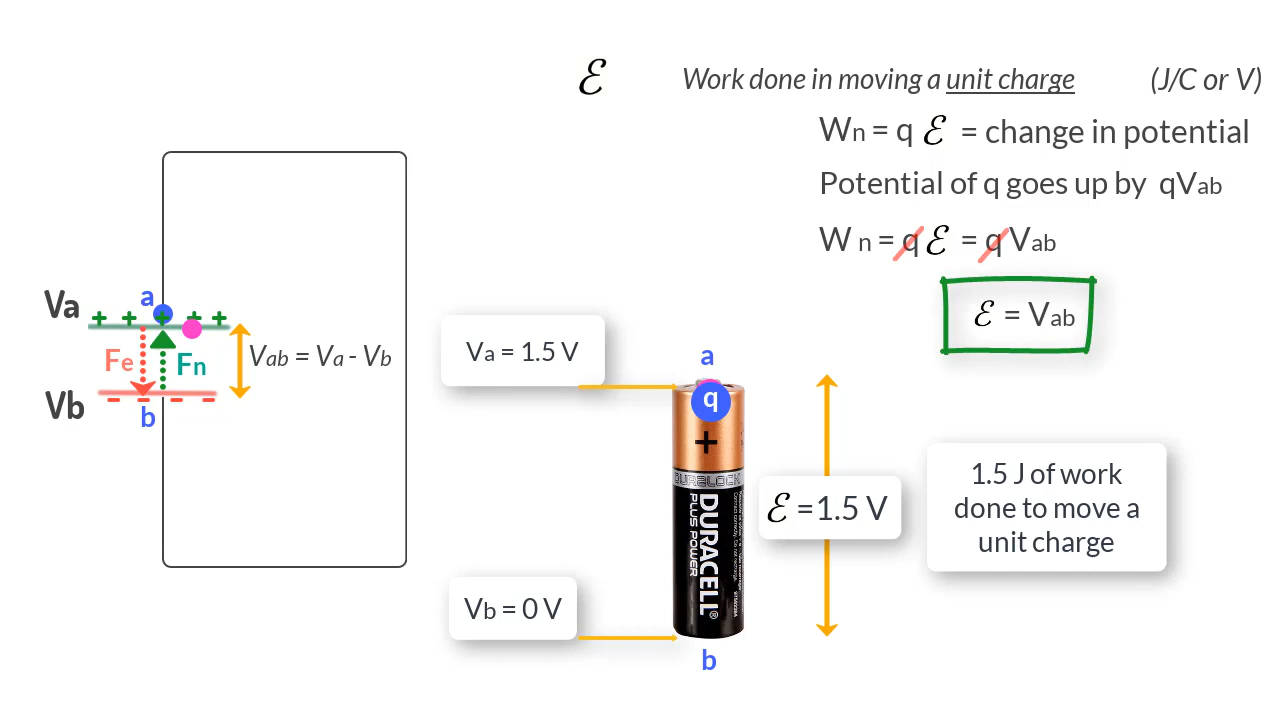 ℰ Work done in moving a unit charge (J/C or V)
Wn = q ℰ = change in potential
Potential of q goes up by qVab
W n = q ℰ = q Vab
ℰ = Vab
Va
a
+ + + + +
Fe
Fn
Vab = Va - Vb
Vb
b
Va = 1.5 V
a
q
+
DURALOCK
DURACELL®
PLUS POWER
ℰ =1.5 V
1.5 J of work
done to move a
unit charge
Vb = 0 V
b